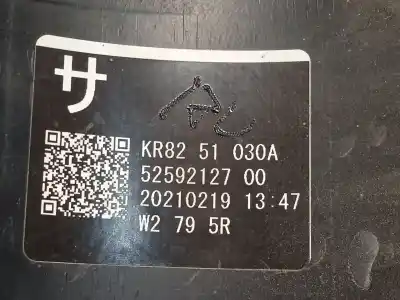 サ
KR82 51 030A
52592127 00
20210219 13:47
W2 79 5R